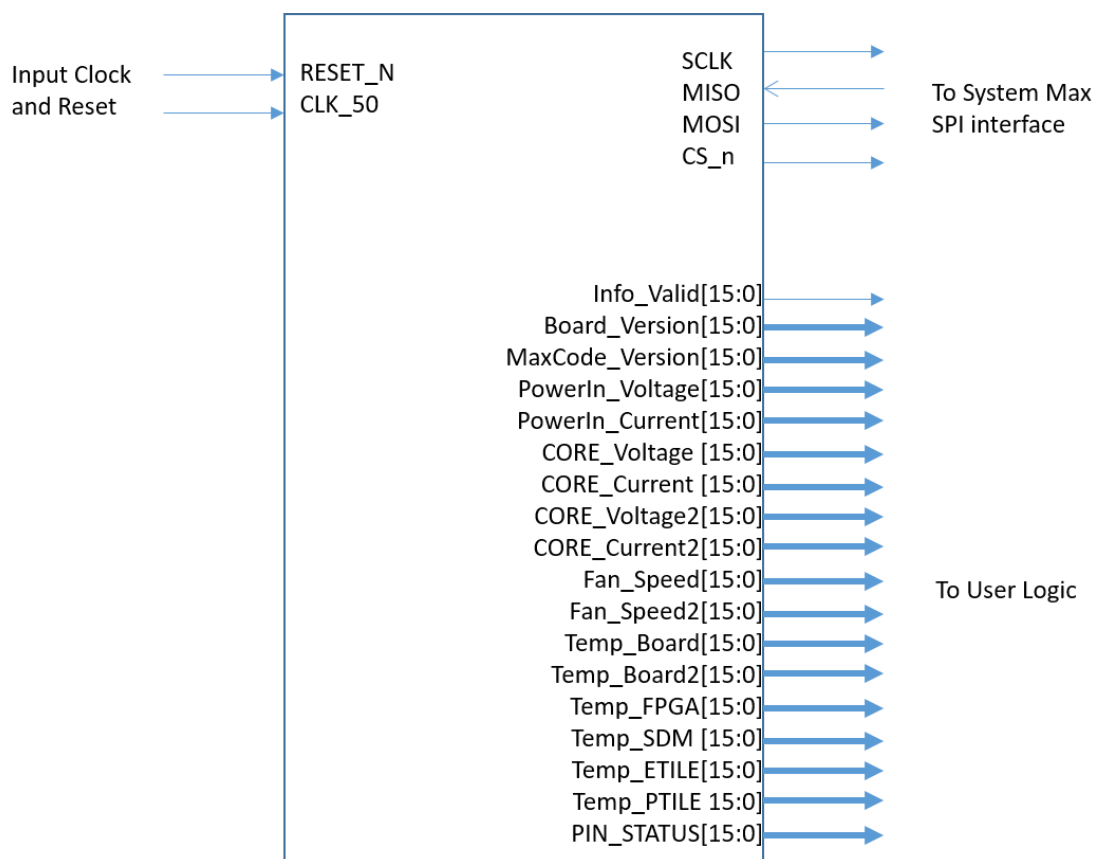 Input Clock
and Reset
RESET_N
CLK_50
SCLK
MISO
MOSI
CS_n
To System Max
SPI interface
Info_Valid[15:0]
Board_Version[15:0]
MaxCode_Version[15:0]
PowerIn_Voltage[15:0]
PowerIn_Current[15:0]
CORE_Voltage [15:0]
CORE_Current [15:0]
CORE_Voltage2[15:0]
CORE_Current2[15:0]
Fan_Speed[15:0]
Fan_Speed2[15:0]
Temp_Board[15:0]
Temp_Board2[15:0]
Temp_FPGA[15:0]
Temp_SDM [15:0]
Temp_ETILE[15:0]
Temp_PTILE 15:0]
PIN_STATUS[15:0]
To User Logic